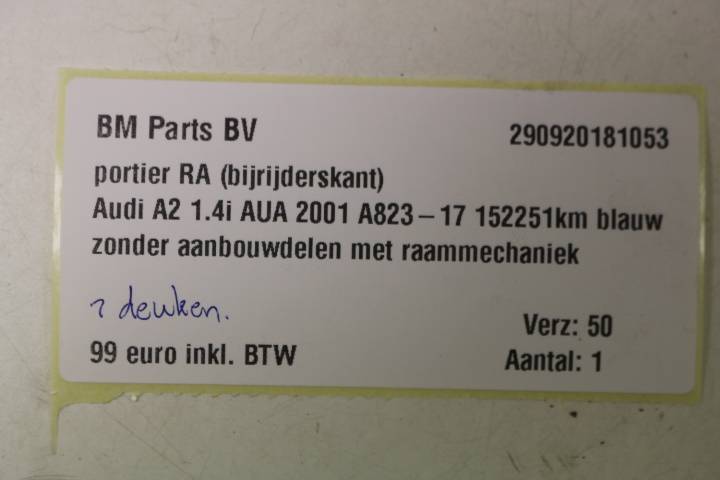 BM Parts BV
290920181053
portier RA (bijrijderskant)
Audi A2 1.4i AUA 2001 A823-17 152251km blauw
zonder aanbouwdelen met raammechaniek
deuken.
Verz: 50
99 euro inkl. BTW
Aantal: 1